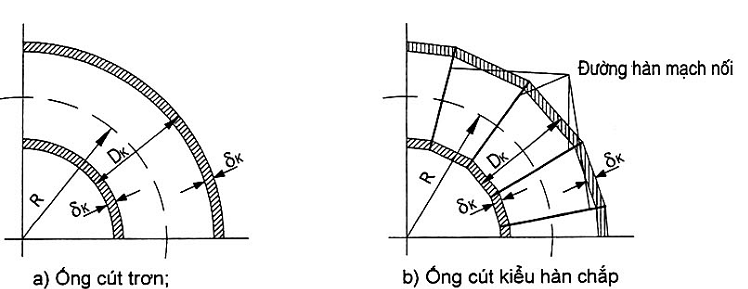 R
Dₖ
δₖ
δₖ
Đường hàn mạch nối
R
Dₖ
δₖ
δₖ
a) Ống cút trơn;
b) Ống cút kiểu hàn chắp